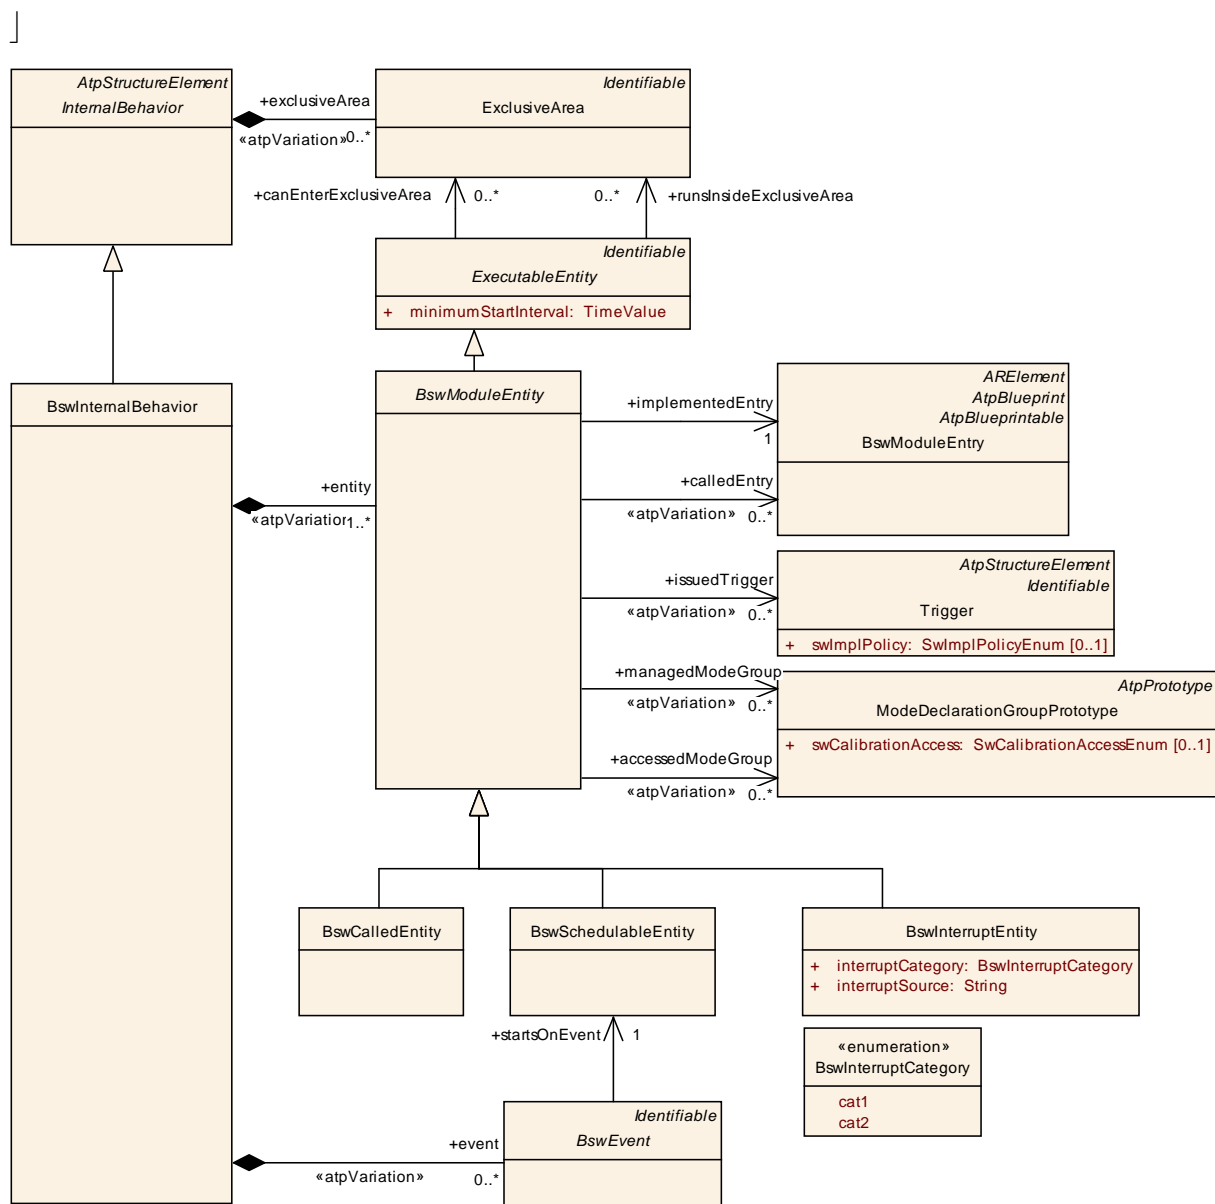 AtpStructureElement
InternalBehavior
+exclusiveArea
«atpVariation»
0..*
Identifiable
ExclusiveArea
+canEnterExclusiveArea
0..*
0..*
+runsInsideExclusiveArea
Identifiable
ExecutableEntity
+ minimumStartInterval: TimeValue
BswInternalBehavior
BswModuleEntity
+implementedEntry
1
ARElement
AtpBlueprint
AtpBlueprintable
BswModuleEntry
+calledEntry
«atpVariation»
0..*
+entity
«atpVariation»
1..*
+issuedTrigger
«atpVariation»
0..*
AtpStructureElement
Identifiable
Trigger
+ swImplPolicy: SwImplPolicyEnum [0..1]
+managedModeGroup
«atpVariation»
0..*
AtpPrototype
ModeDeclarationGroupPrototype
+ swCalibrationAccess: SwCalibrationAccessEnum [0..1]
+accessedModeGroup
«atpVariation»
0..*
BswCalledEntity
BswSchedulableEntity
BswInterruptEntity
+ interruptCategory: BswInterruptCategory
+ interruptSource: String
+startsOnEvent
1
«enumeration»
BswInterruptCategory
cat1
cat2
Identifiable
BswEvent
+event
«atpVariation»
0..*